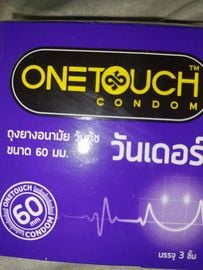 ONETOUCH™
CONDOM
ถุงยางอนามัย วันทัช
ขนาด 60 มม.
วันเดอร์
ONETOUCH
60
mm
CONDOM
บรรจุ 3 ชิ้น